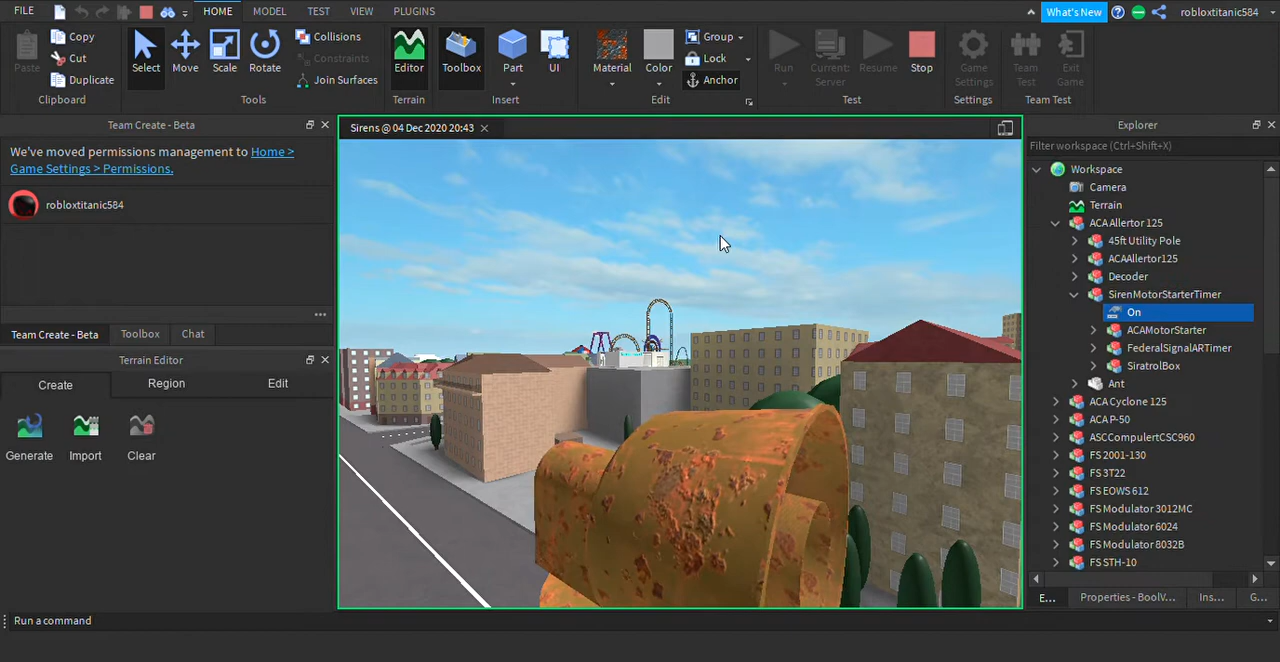 FILE HOME MODEL TEST VIEW PLUGINS What's New robloxtitanic584
Paste Copy Cut Duplicate
Clipboard
Select Move Scale Rotate Collisions Constraints Join Surfaces
Tools
Editor
Terrain
Toolbox Part UI
Insert
Material Color Group Lock Anchor
Edit
Run Current: Server Resume Stop
Test
Game Settings
Settings
Team Test Exit Game
Team Test
Team Create - Beta
We've moved permissions management to Home >
Game Settings > Permissions.
robloxtitanic584
Team Create - Beta Toolbox Chat
Terrain Editor
Create Region Edit
Generate Import Clear
Sirens @ 04 Dec 2020 20:43
Explorer
Filter workspace (Ctrl+Shift+X)
Workspace
Camera
Terrain
ACA Allertor 125
45ft Utility Pole
ACAAllertor125
Decoder
SirenMotorStarterTimer
On
ACAMotorStarter
FederalSignalARTimer
SiratrolBox
Ant
ACA Cyclone 125
ACA P-50
ASCCompulertCSC960
FS 2001-130
FS 3T22
FS EOWS 612
FS Modulator 3012MC
FS Modulator 6024
FS Modulator 8032B
FS STH-10
E... Properties - BoolV... Ins... G...
Run a command